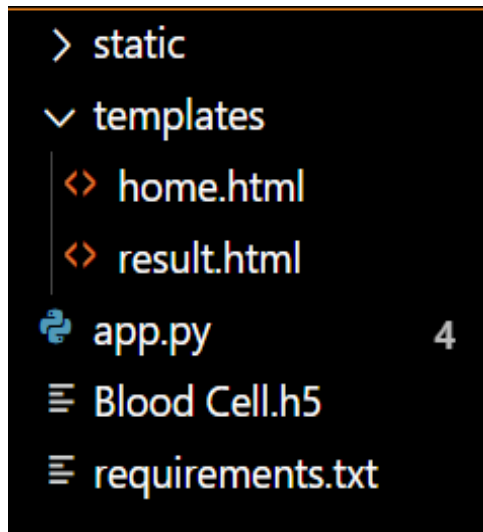 static
templates
home.html
result.html
app.py 4
Blood Cell.h5
requirements.txt